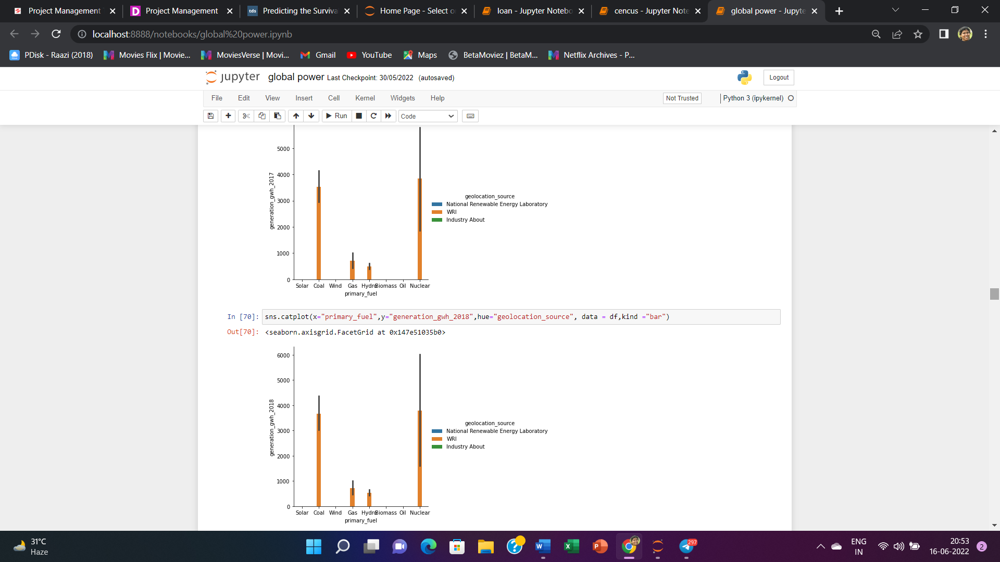 Project Management
Project Management
tds Predicting the Surviva
Home Page - Select o
loan - Jupyter Notebo
cencus - Jupyter Note
global power - Jupyte
localhost:8888/notebooks/global%20power.ipynb
PDisk - Raazi (2018)
Movies Flix | Movie...
MoviesVerse | Movi...
Gmail
YouTube
Maps
BetaMoviez | BetaM...
Netflix Archives - P...
jupyter global power Last Checkpoint: 30/05/2022 (autosaved)
Logout
File Edit View Insert Cell Kernel Widgets Help
Not Trusted
Python 3 (ipykernel)
Run
Code
5000
4000
3000
2000
1000
0
generation_gwh_2017
geolocation_source
National Renewable Energy Laboratory
WRI
Industry About
Solar Coal Wind Gas Hydro Biomass Oil Nuclear
primary_fuel
In [70]: sns.catplot(x="primary_fuel",y="generation_gwh_2018",hue="geolocation_source", data = df,kind ="bar")
Out[70]: <seaborn.axisgrid.FacetGrid at 0x147e51035b0>
6000
5000
4000
3000
2000
1000
0
generation_gwh_2018
geolocation_source
National Renewable Energy Laboratory
WRI
Industry About
Solar Coal Wind Gas Hydro Biomass Oil Nuclear
primary_fuel
31°C
Haze
297
ENG
IN
20:53
16-06-2022
2